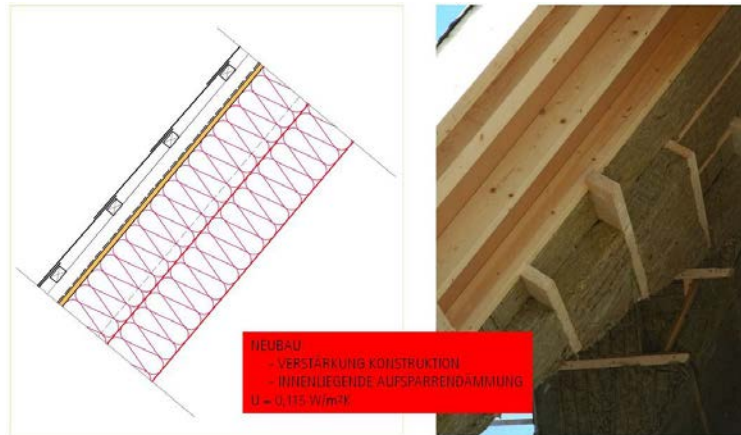 NEUBAU
- VERSTÄRKUNG KONSTRUKTION
- INNENLIEGENDE AUFSPARRENDÄMMUNG
U = 0,115 W/m²K